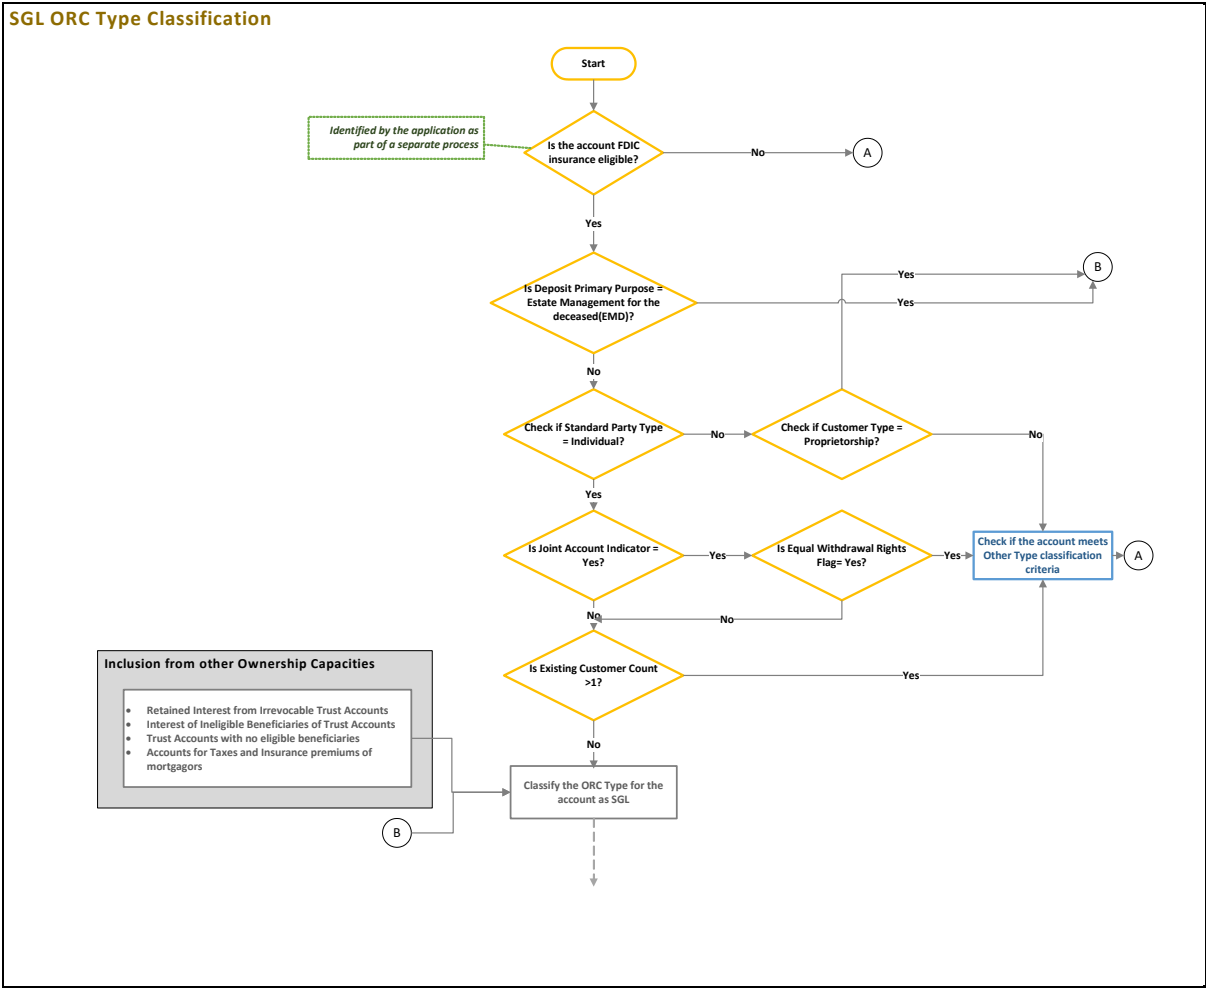 SGL ORC Type Classification
Start
Identified by the application as
part of a separate process
Is the account FDIC
insurance eligible?
No
A
Yes
Is Deposit Primary Purpose =
Estate Management for the
deceased(EMD)?
Yes
B
Yes
No
Check if Standard Party Type
= Individual?
No
Check if Customer Type =
Proprietorship?
No
Yes
Is Joint Account Indicator =
Yes?
Yes
Is Equal Withdrawal Rights
Flag= Yes?
Yes
Check if the account meets
Other Type classification
criteria
A
No
No
Is Existing Customer Count
>1?
Yes
No
Inclusion from other Ownership Capacities
• Retained Interest from Irrevocable Trust Accounts
• Interest of Ineligible Beneficiaries of Trust Accounts
• Trust Accounts with no eligible beneficiaries
• Accounts for Taxes and Insurance premiums of
mortgagors
Classify the ORC Type for the
account as SGL
B